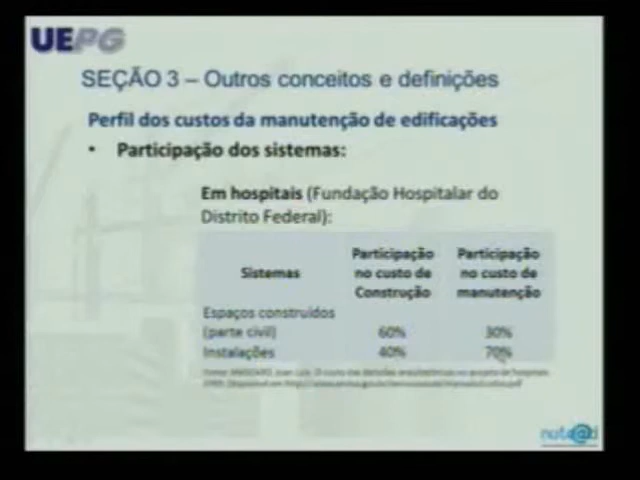 UEPG
SEÇÃO 3 – Outros conceitos e definições
Perfil dos custos da manutenção de edificações
• Participação dos sistemas:
Em hospitais (Fundação Hospitalar do
Distrito Federal):
Sistemas
Participação
no custo de
Construção
Participação
no custo de
manutenção
Espaços construídos
(parte civil) 60% 30%
Instalações 40% 70%
nute@d